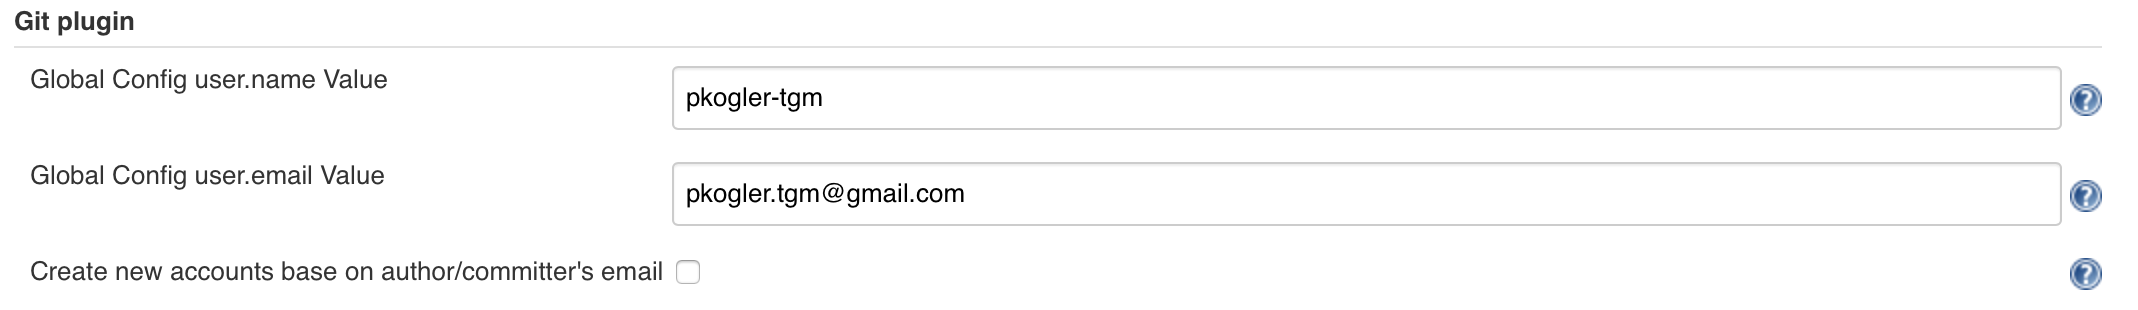 Git plugin
Global Config user.name Value
pkogler-tgm
Global Config user.email Value
pkogler.tgm@gmail.com
Create new accounts base on author/committer's email